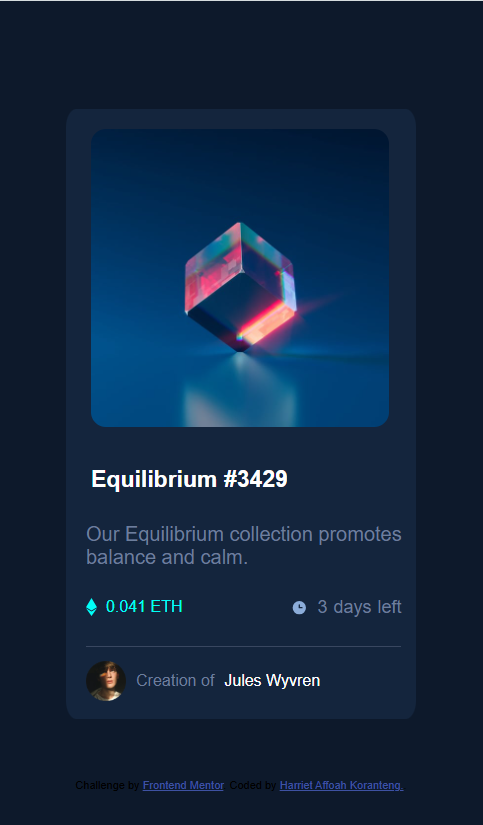 Equilibrium #3429
Our Equilibrium collection promotes
balance and calm.
0.041 ETH
3 days left
Creation of Jules Wyvren
Challenge by Frontend Mentor. Coded by Harriet Affoah Koranteng.